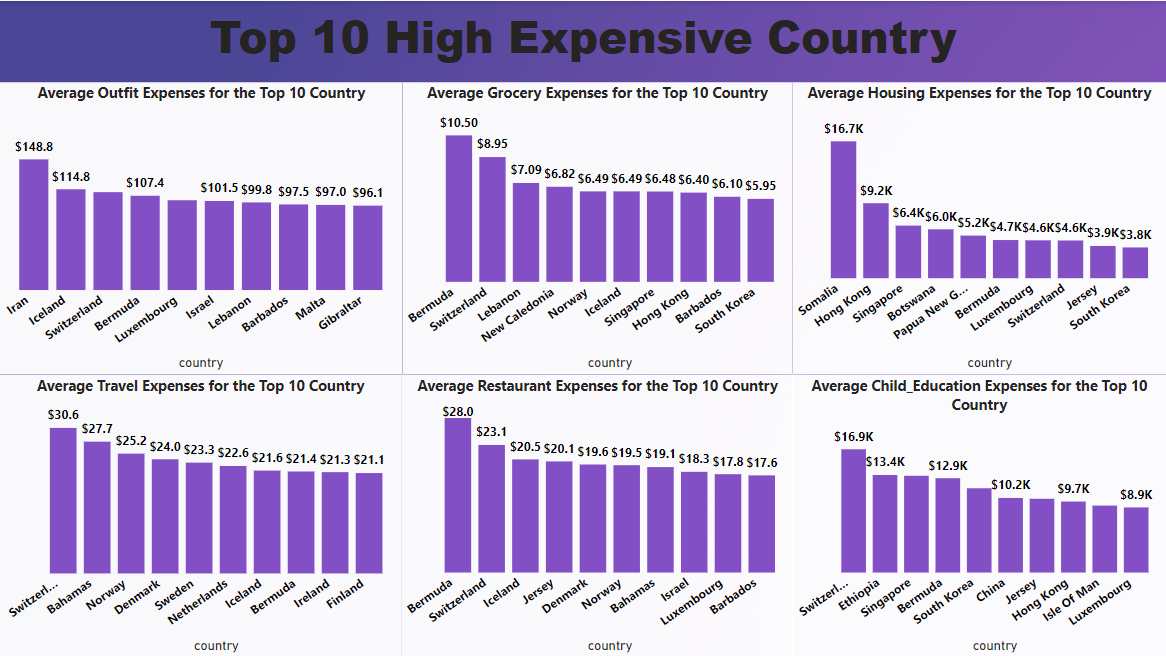 Top 10 High Expensive Country
Average Outfit Expenses for the Top 10 Country
$148.8
$114.8
$107.4
$101.5 $99.8 $97.5 $97.0 $96.1
Iran Iceland Switzerland Bermuda Luxembourg Israel Lebanon Barbados Malta Gibraltar
country
Average Grocery Expenses for the Top 10 Country
$10.50
$8.95
$7.09 $6.82 $6.49 $6.49 $6.48 $6.40 $6.10 $5.95
Bermuda Switzerland Lebanon New Caledonia Norway Iceland Singapore Hong Kong Barbados South Korea
country
Average Housing Expenses for the Top 10 Country
$16.7K
$9.2K
$6.4K $6.0K $5.2K $4.7K $4.6K $4.6K $3.9K $3.8K
Somalia Hong Kong Singapore Botswana Papua New G... Bermuda Luxembourg Switzerland Jersey South Korea
country
Average Travel Expenses for the Top 10 Country
$30.6
$27.7
$25.2 $24.0 $23.3 $22.6 $21.6 $21.4 $21.3 $21.1
Switzerl... Bahamas Norway Denmark Sweden Netherlands Iceland Bermuda Ireland Finland
country
Average Restaurant Expenses for the Top 10 Country
$28.0
$23.1
$20.5 $20.1 $19.6 $19.5 $19.1 $18.3 $17.8 $17.6
Bermuda Switzerland Iceland Jersey Denmark Norway Bahamas Israel Luxembourg Barbados
country
Average Child_Education Expenses for the Top 10
Country
$16.9K
$13.4K
$12.9K
$10.2K
$9.7K
$8.9K
Switzerl... Ethiopia Singapore Bermuda South Korea China Jersey Hong Kong Isle Of Man Luxembourg
country